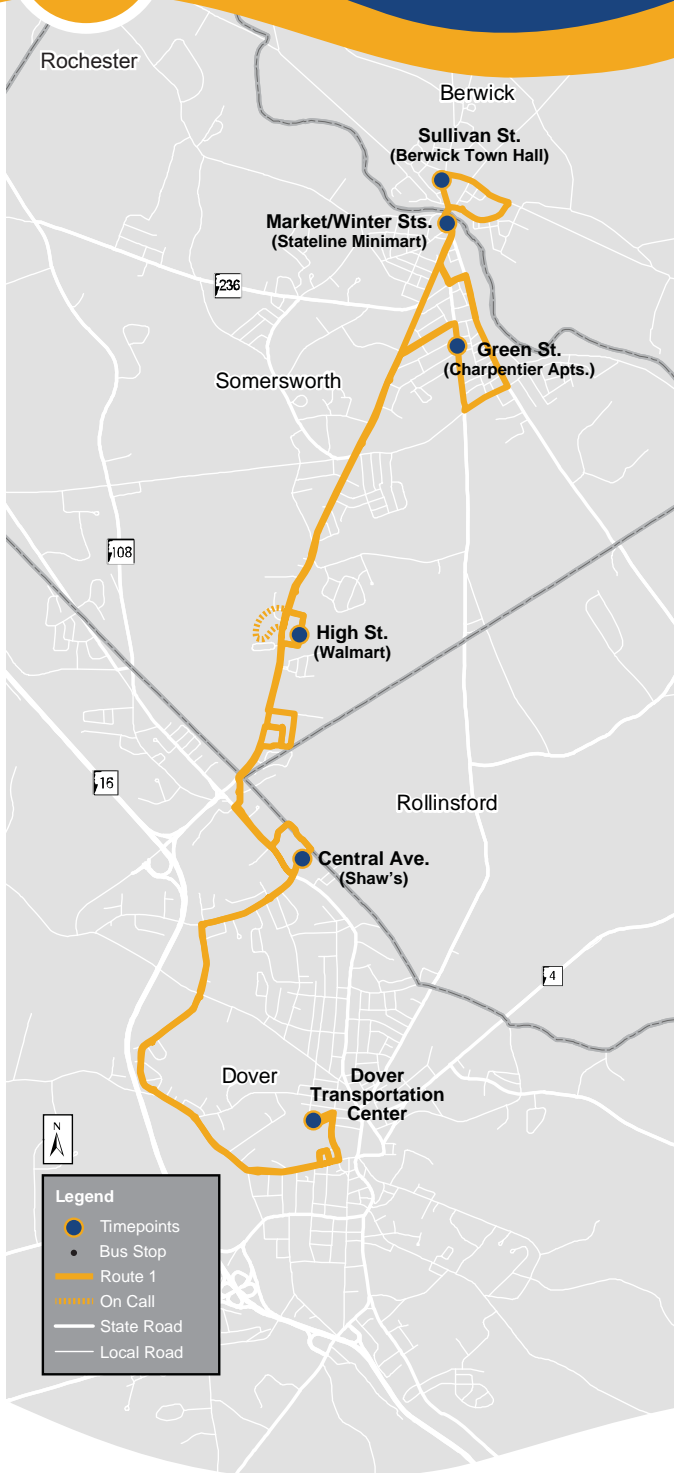 Rochester
Berwick
Sullivan St.
(Berwick Town Hall)
Market/Winter Sts.
(Stateline Minimart)
236
Green St.
(Charpentier Apts.)
Somersworth
108
High St.
(Walmart)
16
Rollinsford
Central Ave.
(Shaw's)
4
Dover
Dover
Transportation
Center
N
Legend
Timepoints
Bus Stop
Route 1
On Call
State Road
Local Road